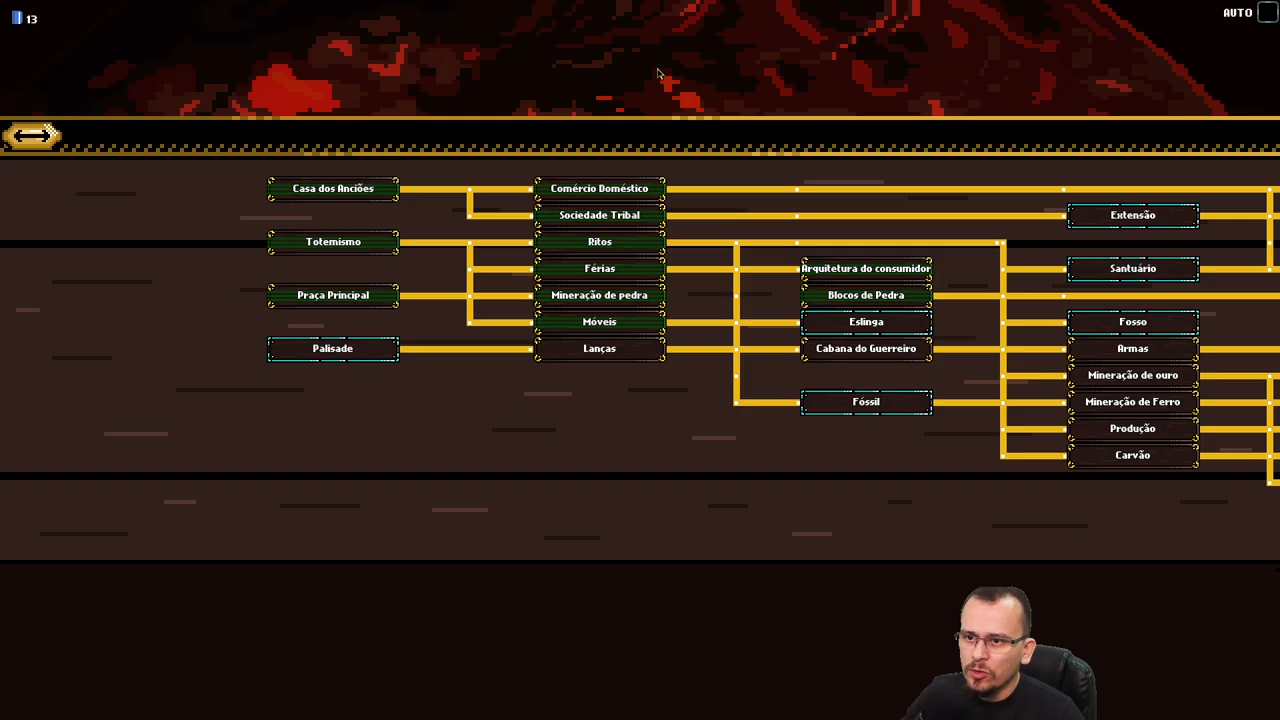 13
AUTO
Casa dos Anciões
Comércio Doméstico
Sociedade Tribal
Extensão
Totemismo
Ritos
Férias
Arquitetura do consumidor
Santuário
Praça Principal
Mineração de pedra
Blocos de Pedra
Móveis
Eslinga
Fosso
Palisade
Lanças
Cabana do Guerreiro
Armas
Mineração de ouro
Fóssil
Mineração de Ferro
Produção
Carvão